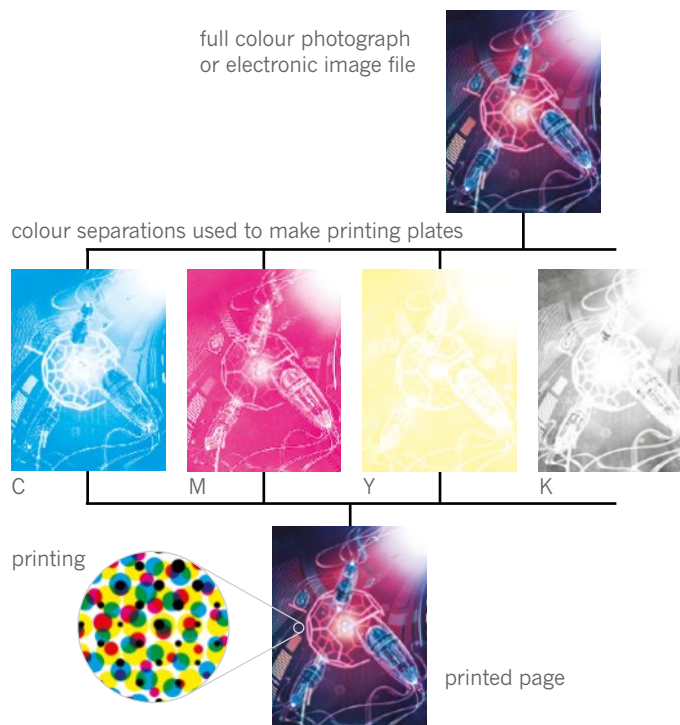 full colour photograph
or electronic image file
colour separations used to make printing plates
C M Y K
printing
printed page